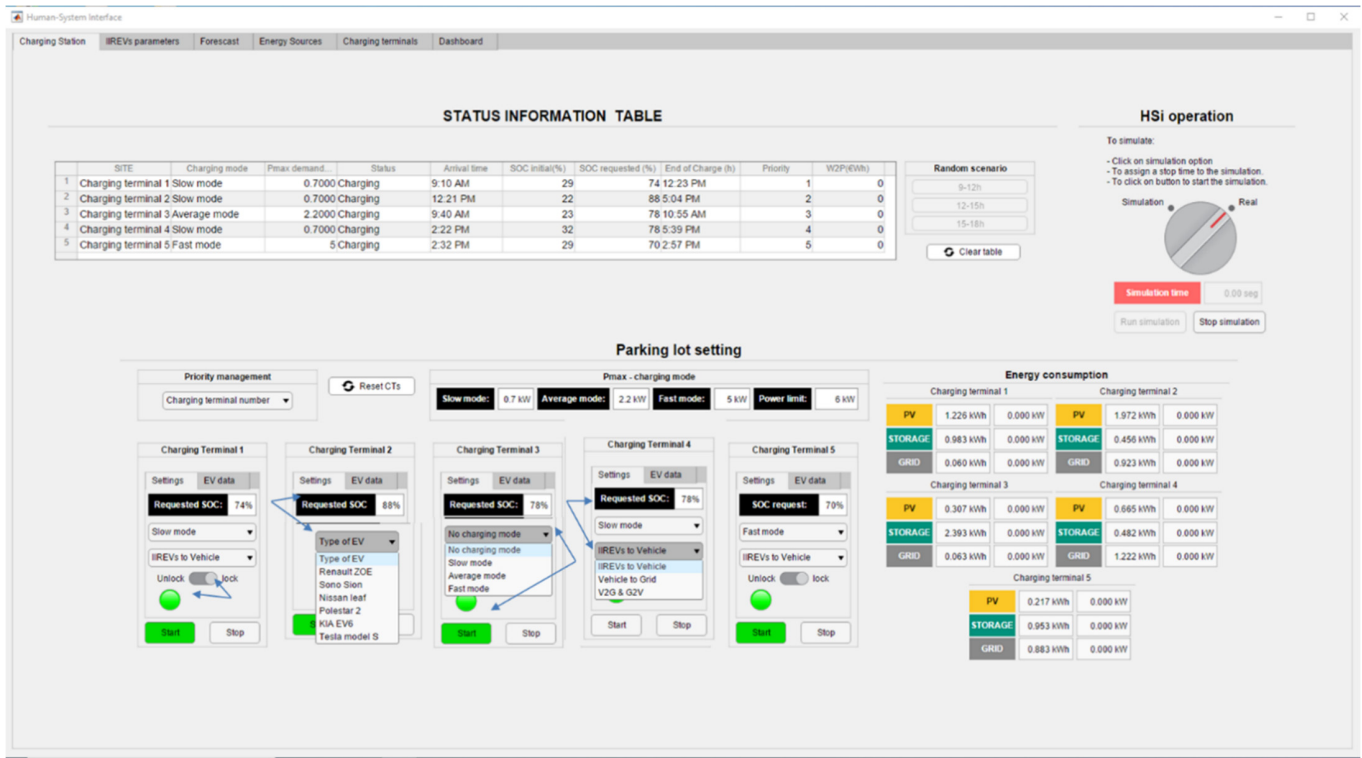 Human-System Interface
Charging Station IIREVs parameters Forescast Energy Sources Charging terminals Dashboard
STATUS INFORMATION TABLE
HSi operation
To simulate:
- Click on simulation option
- To assign a stop time to the simulation.
- To click on button to start the simulation.
Simulation Real
Simulation time 0.09 seg
Run simulation Stop simulation
SITE Charging mode Pmax demand... Status Arrival time SOC initial(%) SOC requested (%) End of Charge (h) Priority W2P(€Wh)
1 Charging terminal 1 Slow mode 0.7000 Charging 9:10 AM 29 74 12:23 PM 1 0
2 Charging terminal 2 Slow mode 0.7000 Charging 12:21 PM 22 88 5:04 PM 2 0
3 Charging terminal 3 Average mode 2.2000 Charging 9:40 AM 23 78 10:55 AM 3 0
4 Charging terminal 4 Slow mode 0.7000 Charging 2:22 PM 32 78 5:39 PM 4 0
5 Charging terminal 5 Fast mode 5 Charging 2:32 PM 29 70 2:57 PM 5 0
Random scenario
9-12h
12-15h
15-18h
Clear table
Parking lot setting
Priority management
Charging terminal number
Reset CTs
Pmax - charging mode
Slow mode: 0.7 kW Average mode: 2.2 kW Fast mode: 5 kW Power limit: 6 kW
Charging Terminal 1
Settings EV data
Requested SOC: 74%
Slow mode
IIREVs to Vehicle
Unlock lock
Start Stop
Charging Terminal 2
Settings EV data
Requested SOC 88%
Type of EV
Type of EV
Renault ZOE
Sono Sion
Nissan leaf
Polestar 2
KIA EV6
Tesla model S
Charging Terminal 3
Settings EV data
Requested SOC: 78%
No charging mode
No charging mode
Slow mode
Average mode
Fast mode
Start Stop
Charging Terminal 4
Settings EV data
Requested SOC: 78%
Slow mode
IIREVs to Vehicle
IIREVs to Vehicle
Vehicle to Grid
V2G & G2V
Start Stop
Charging Terminal 5
Settings EV data
SOC request: 70%
Fast mode
IIREVs to Vehicle
Unlock lock
Start Stop
Energy consumption
Charging terminal 1
PV 1.226 kWh 0.000 kW
STORAGE 0.983 kWh 0.000 kW
GRID 0.060 kWh 0.000 kW
Charging terminal 2
PV 1.972 kWh 0.000 kW
STORAGE 0.456 kWh 0.000 kW
GRID 0.923 kWh 0.000 kW
Charging terminal 3
PV 0.307 kWh 0.000 kW
STORAGE 2.393 kWh 0.000 kW
GRID 0.063 kWh 0.000 kW
Charging terminal 4
PV 0.665 kWh 0.000 kW
STORAGE 0.482 kWh 0.000 kW
GRID 1.222 kWh 0.000 kW
Charging terminal 5
PV 0.217 kWh 0.000 kW
STORAGE 0.953 kWh 0.000 kW
GRID 0.883 kWh 0.000 kW